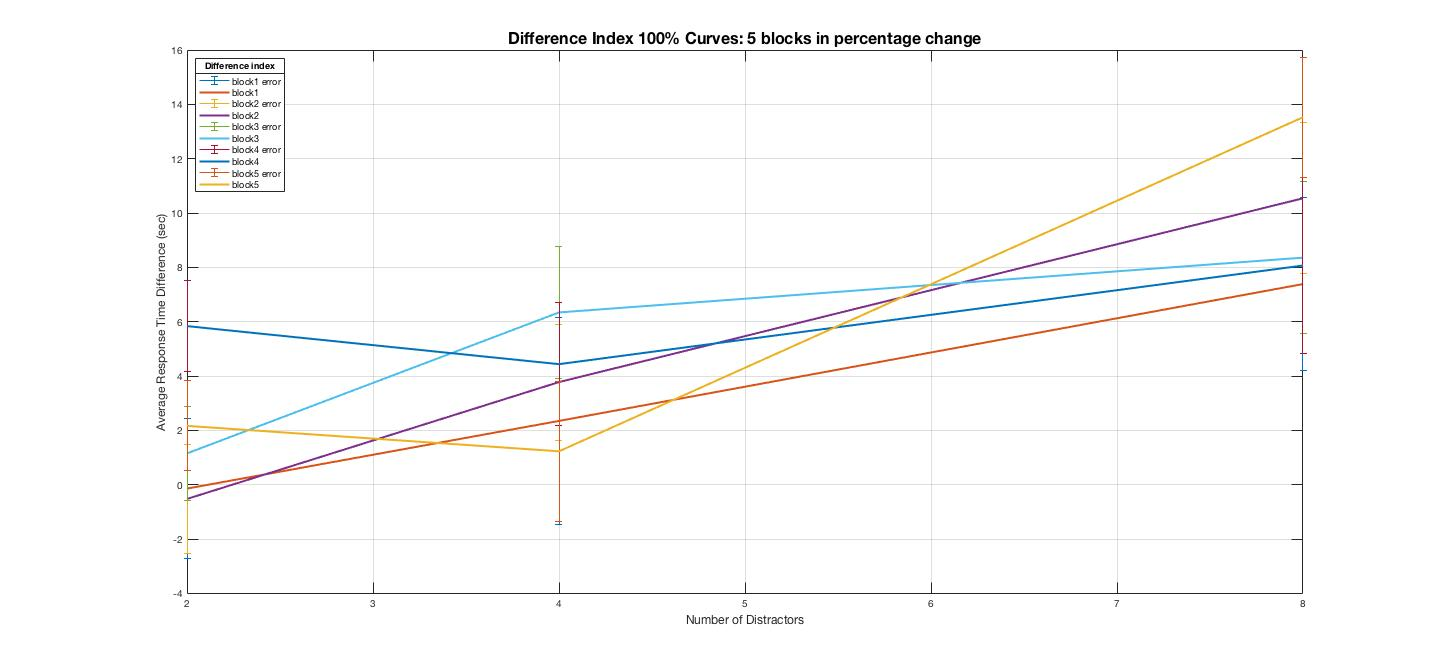 Difference Index 100% Curves: 5 blocks in percentage change
16
14
12
10
8
6
4
2
0
-2
-4
Average Response Time Difference (sec)
Difference index
block1 error
block1
block2 error
block2
block3 error
block3
block4 error
block4
block5 error
block5
2
3
4
5
6
7
8
Number of Distractors